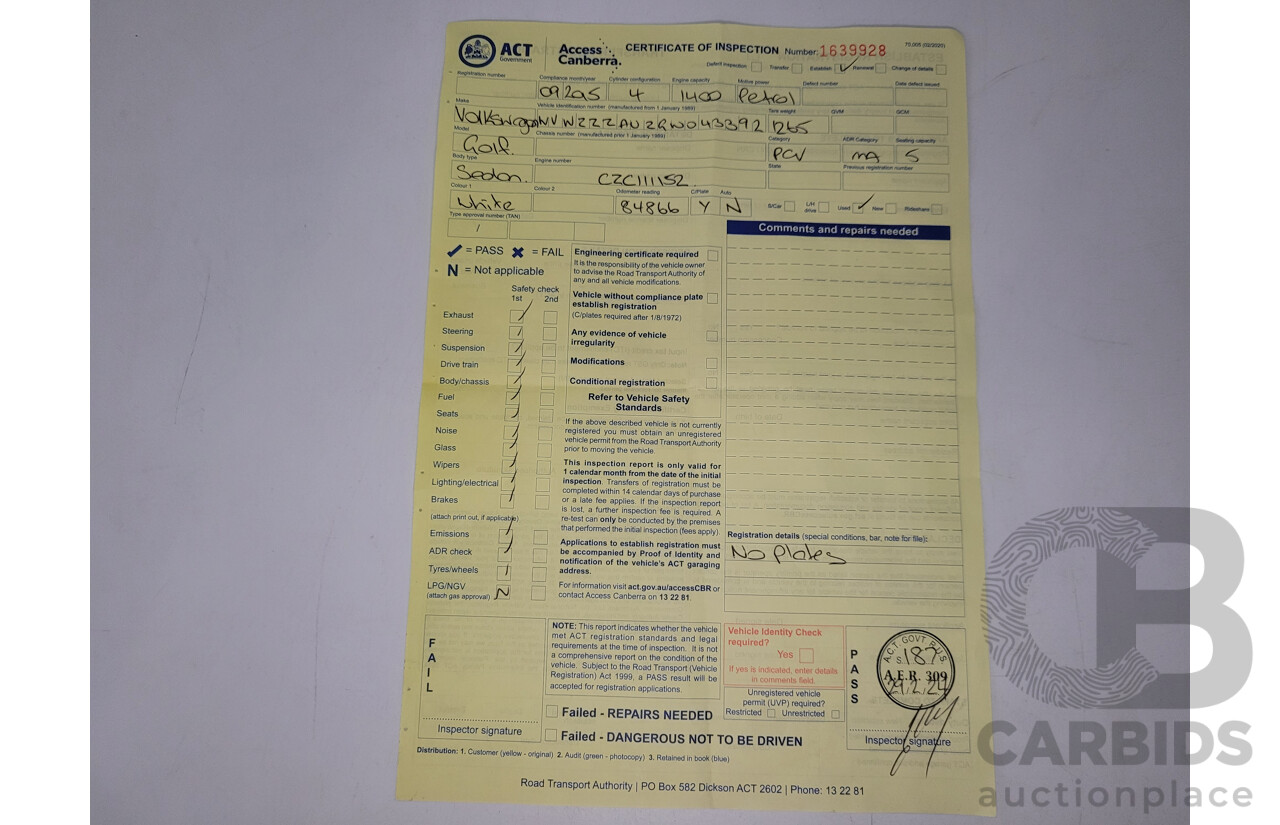 ACT Government
Access Canberra.
CERTIFICATE OF INSPECTION Number: 1639928
TS.005 (02/2020)
Defect inspection Transfer Establish ✓ Renewal Change of details
Registration number Compliance month/year Cylinder configuration Engine capacity Motive power Defect number Date defect issued
4 1400 Petrol
Make Vehicle identification number (manufactured from 1 January 1989) Tare weight GVM GCM
Volkswagen 1265
Model Chassis number (manufactured prior 1 January 1989) Category ADR Category Seating capacity
Golf. PCV MA 5
Body type Engine number State Previous registration number
Sedan. CZC111152
Colour 1 Colour 2 Odometer reading C/Plate Auto
White 84866 Y N
S/Car L/H drive Used ✓ New /Rideshare
Type approval number (TAN)
/
Comments and repairs needed
✓ = PASS ✖ = FAIL
N = Not applicable
Safety check
1st 2nd
Exhaust
Steering
Suspension
Drive train
Body/chassis
Fuel
Seats
Noise
Glass
Wipers
Lighting/electrical
Brakes
(attach print out, if applicable)
Emissions
ADR check
Tyres/wheels
LPG/NGV
(attach gas approval) N
Engineering certificate required
It is the responsibility of the vehicle owner
to advise the Road Transport Authority of
any and all vehicle modifications.
Vehicle without compliance plate
establish registration
(C/plates required after 1/8/1972)
Any evidence of vehicle
irregularity
Modifications
Conditional registration
Refer to Vehicle Safety
Standards
If the above described vehicle is not currently
registered you must obtain an unregistered
vehicle permit from the Road Transport Authority
prior to moving the vehicle.
This inspection report is only valid for
1 calendar month from the date of the initial
inspection. Transfers of registration must be
completed within 14 calendar days of purchase
or a late fee applies. If the inspection report
is lost, a further inspection fee is required. A
re-test can only be conducted by the premises
that performed the initial inspection (fees apply).
Applications to establish registration must
be accompanied by Proof of Identity and
notification of the vehicle's ACT garaging
address.
For information visit act.gov.au/accessCBR or
contact Access Canberra on 13 22 81.
Registration details (special conditions, bar, note for file):
No Plates
FAIL
Inspector signature
NOTE: This report indicates whether the vehicle
met ACT registration standards and legal
requirements at the time of inspection. It is not
a comprehensive report on the condition of the
vehicle. Subject to the Road Transport (Vehicle
Registration) Act 1999, a PASS result will be
accepted for registration applications.
Vehicle Identity Check
required?
Yes
If yes is indicated, enter details
in comments field.
Unregistered vehicle
permit (UVP) required?
Restricted Unrestricted
PASS
A.C.T. GOVT
187
A.E.R. 309
29/2/24
Inspector signature
Failed - REPAIRS NEEDED
Failed - DANGEROUS NOT TO BE DRIVEN
Distribution: 1. Customer (yellow - original) 2. Audit (green - photocopy) 3. Retained in book (blue)
Road Transport Authority | PO Box 582 Dickson ACT 2602 | Phone: 13 22 81
CB
CARBIDS
auctionplace